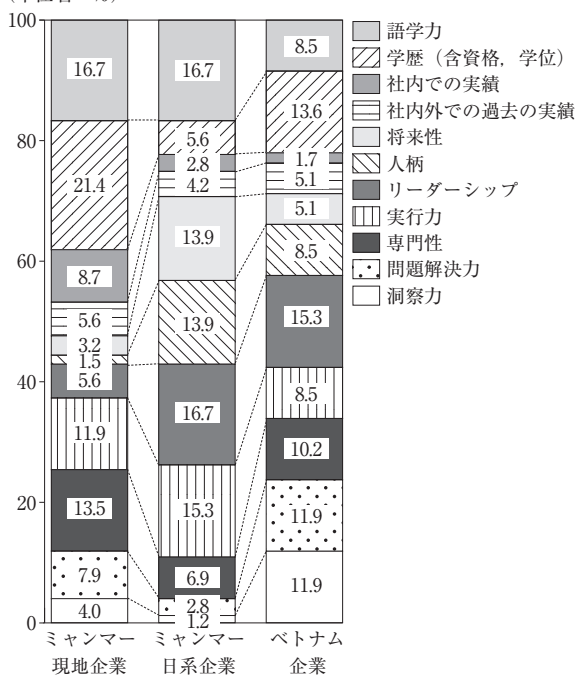 100
80
60
40
20
0
16.7
21.4
8.7
5.6
3.2
1.5
5.6
11.9
13.5
7.9
4.0
16.7
5.6
2.8
4.2
13.9
13.9
16.7
15.3
6.9
2.8
1.2
8.5
13.6
1.7
5.1
5.1
8.5
15.3
8.5
10.2
11.9
11.9
ミャンマー
現地企業
ミャンマー
日系企業
ベトナム
企業
語学力
学歴（含資格，学位）
社内での実績
社内外での過去の実績
将来性
人柄
リーダーシップ
実行力
専門性
問題解決力
洞察力